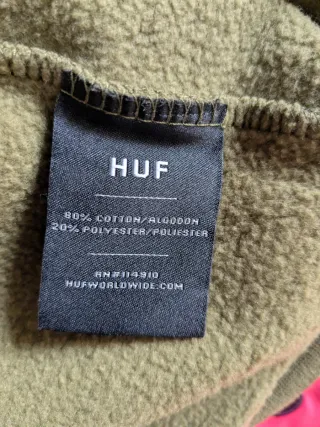 HUF
80% COTTON/ALGODON
20% POLYESTER/POLIESTER
RN#114910
HUFWORLDWIDE.COM